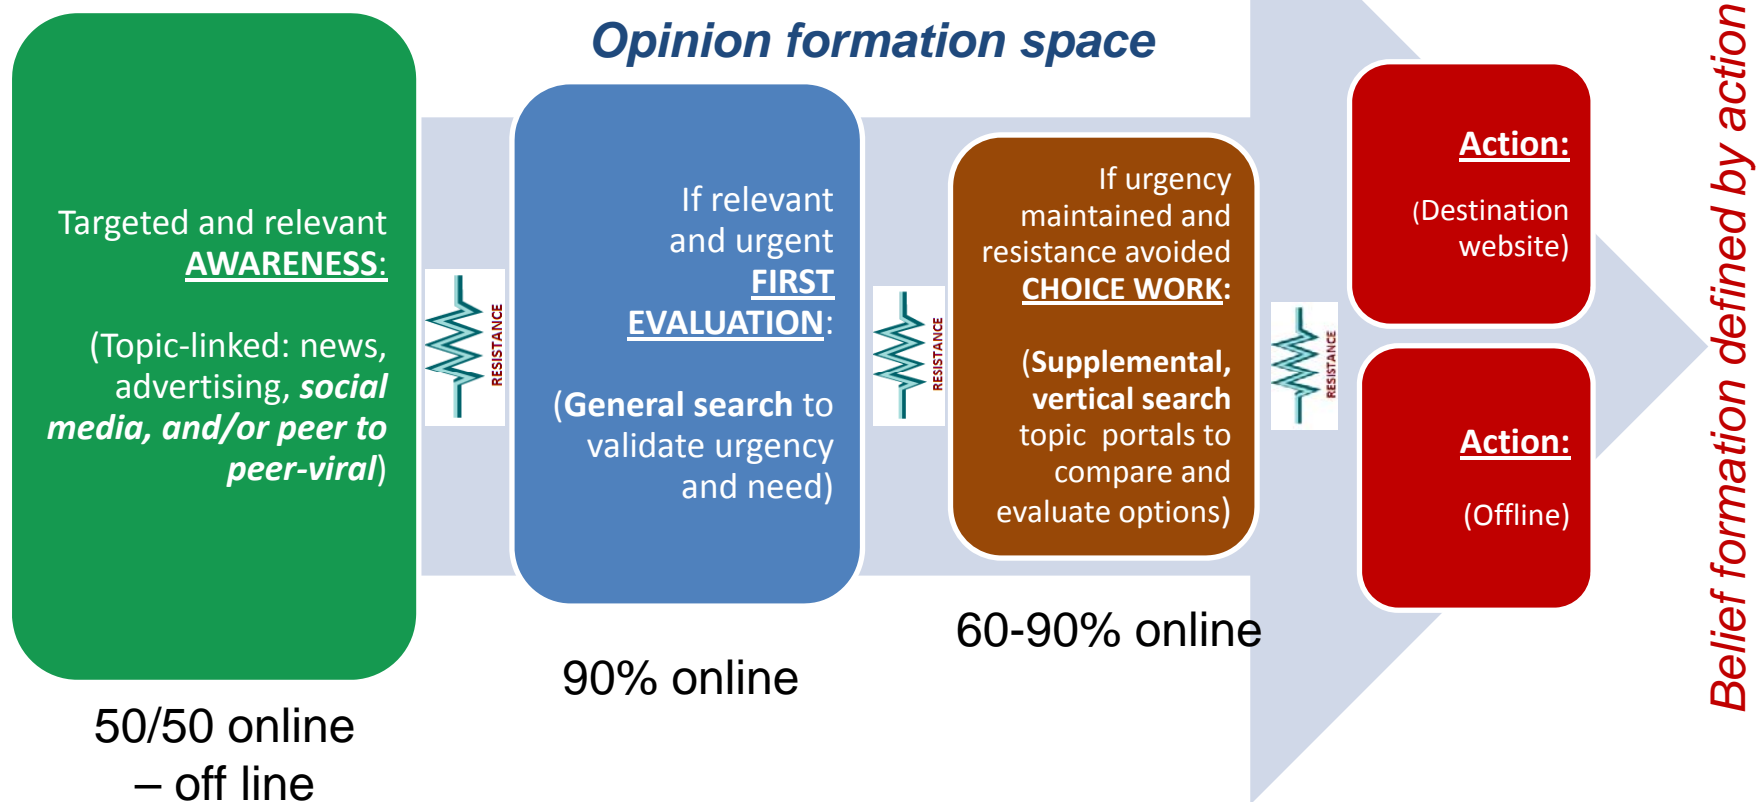 Opinion formation space
Targeted and relevant
AWARENESS:
(Topic-linked: news,
advertising, social
media, and/or peer to
peer-viral)
50/50 online
– off line
RESISTANCE
If relevant
and urgent
FIRST
EVALUATION:
(General search to
validate urgency
and need)
90% online
RESISTANCE
If urgency
maintained and
resistance avoided
CHOICE WORK:
(Supplemental,
vertical search
topic portals to
compare and
evaluate options)
60-90% online
RESISTANCE
Action:
(Destination
website)
Action:
(Offline)
Belief formation defined by action